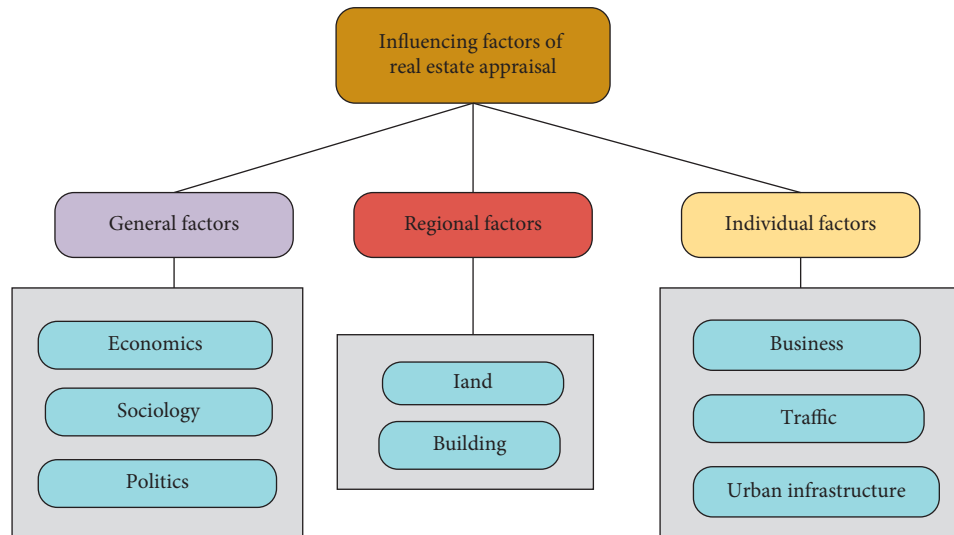 Influencing factors of
real estate appraisal
General factors
Regional factors
Individual factors
Economics
Sociology
Politics
Iand
Building
Business
Traffic
Urban infrastructure